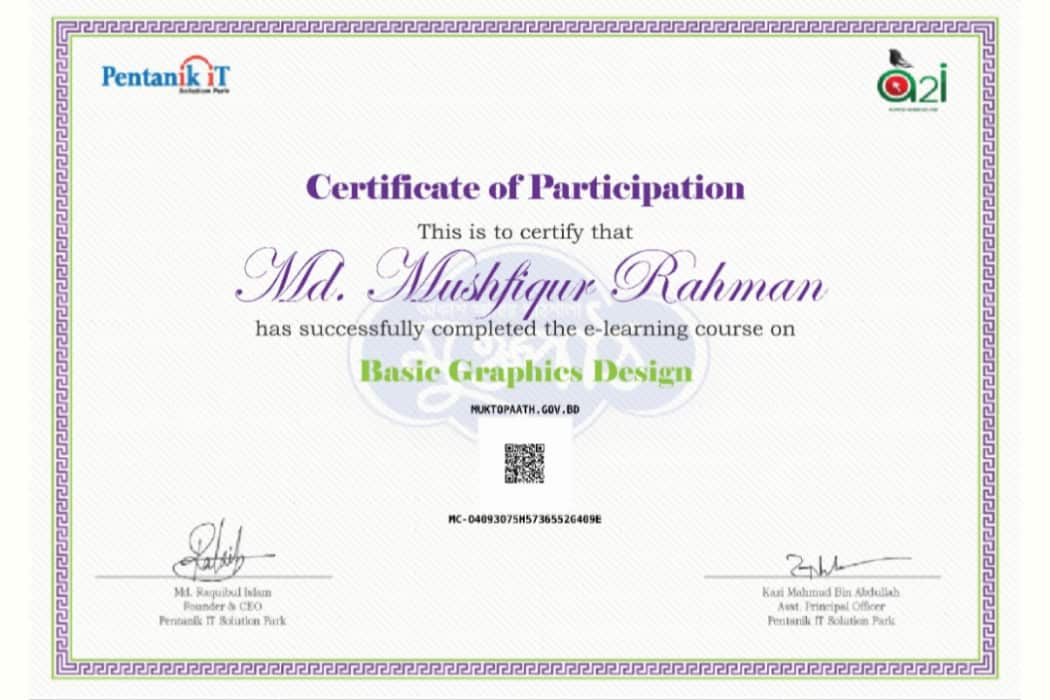 Pentanik iT
Solution Park
a2i
Certificate of Participation
This is to certify that
Md. Mushfiqur Rahman
has successfully completed the e-learning course on
Basic Graphics Design
MUKTOPAATH.GOV.BD
MC-04093075H5736552G409E
Md. Raquibul Islam
Founder & CEO
Pentanik IT Solution Park
Kazi Mahmud Bin Abdullah
Asst. Principal Officer
Pentanik IT Solution Park